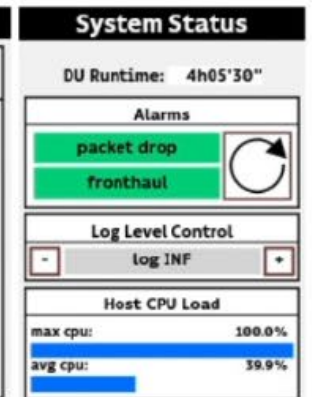 System Status
DU Runtime: 4h05'30"
Alarms
packet drop
fronthaul
Log Level Control
- log INF +
Host CPU Load
max cpu: 100.0%
avg cpu: 39.9%